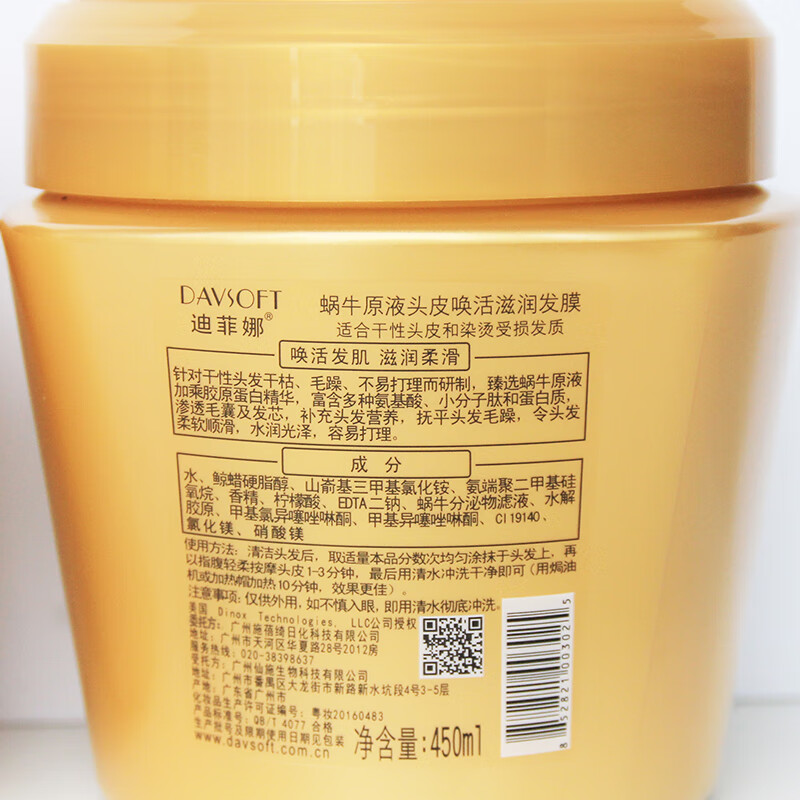 DAVSOFT
迪菲娜®
蜗牛原液头皮唤活滋润发膜
适合干性头皮和染烫受损发质
唤活发肌 滋润柔滑
针对干性头发干枯、毛躁、不易打理而研制，臻选蜗牛原液
加乘胶原蛋白精华，富含多种氨基酸、小分子肽和蛋白质，
渗透毛囊及发芯，补充头发营养，抚平头发毛躁，令头发
柔软顺滑，水润光泽，容易打理。
成 分
水、鲸蜡硬脂醇、山嵛基三甲基氯化铵、氨端聚二甲基硅
氧烷、香精、柠檬酸、EDTA二钠、蜗牛分泌物滤液、水解
胶原、甲基氯异噻唑啉酮、甲基异噻唑啉酮、CI 19140、
氯化镁、硝酸镁
使用方法：清洁头发后，取适量本品分数次均匀涂抹于头发上，再
以指腹轻柔按摩头皮1-3分钟，最后用清水冲洗干净即可（用焗油
机或加热帽加热10分钟，效果更佳）。
注意事项：仅供外用，如不慎入眼，即用清水彻底冲洗。
美国 Dinox Technologies, LLC公司授权
委托方：广州施蓓绮日化科技有限公司
地址：广州市天河区华夏路28号2012房
服务热线：020-38398637
受托方：广州仙施生物科技有限公司
地址：广州市番禺区大龙街市新路新水坑段4号3-5层
产地：广东省广州市
化妆品生产许可证编号：粤妆20160483
产品标准号：QB/T 4077 合格
生产批号及限期使用日期见包装
www.davsoft.com.cn
净含量:450ml
8 52821 00302 5